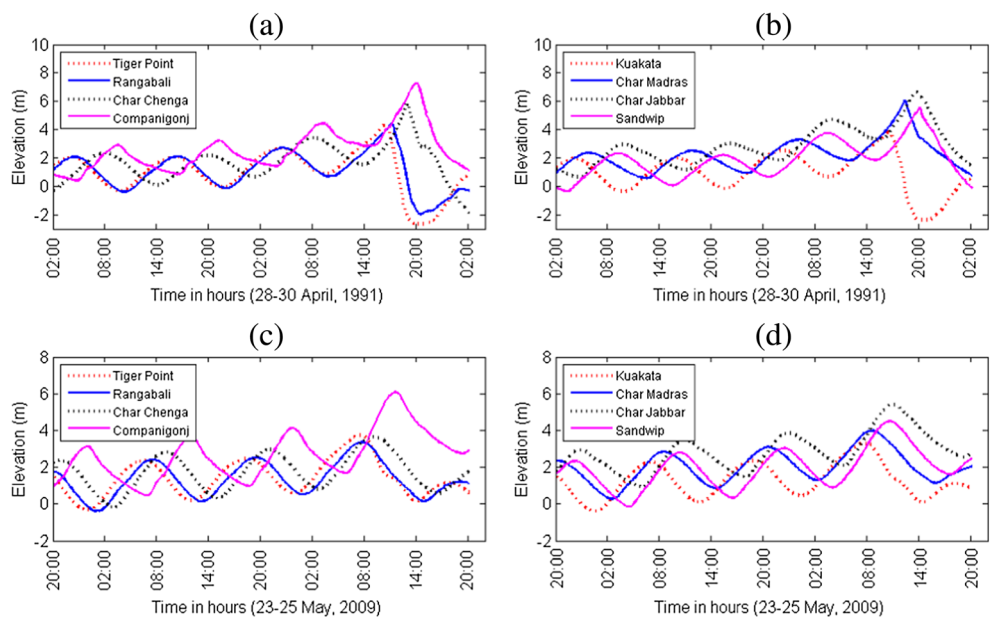 (a)
Elevation (m)
10
8
6
4
2
0
-2
Tiger Point
Rangabali
Char Chenga
Companigonj
02:00
08:00
14:00
20:00
02:00
08:00
14:00
20:00
02:00
Time in hours (28-30 April, 1991)
(b)
Elevation (m)
10
8
6
4
2
0
-2
Kuakata
Char Madras
Char Jabbar
Sandwip
02:00
08:00
14:00
20:00
02:00
08:00
14:00
20:00
02:00
Time in hours (28-30 April, 1991)
(c)
Elevation (m)
8
6
4
2
0
-2
Tiger Point
Rangabali
Char Chenga
Companigonj
20:00
02:00
08:00
14:00
20:00
02:00
08:00
14:00
20:00
Time in hours (23-25 May, 2009)
(d)
Elevation (m)
8
6
4
2
0
-2
Kuakata
Char Madras
Char Jabbar
Sandwip
20:00
02:00
08:00
14:00
20:00
02:00
08:00
14:00
20:00
Time in hours (23-25 May, 2009)